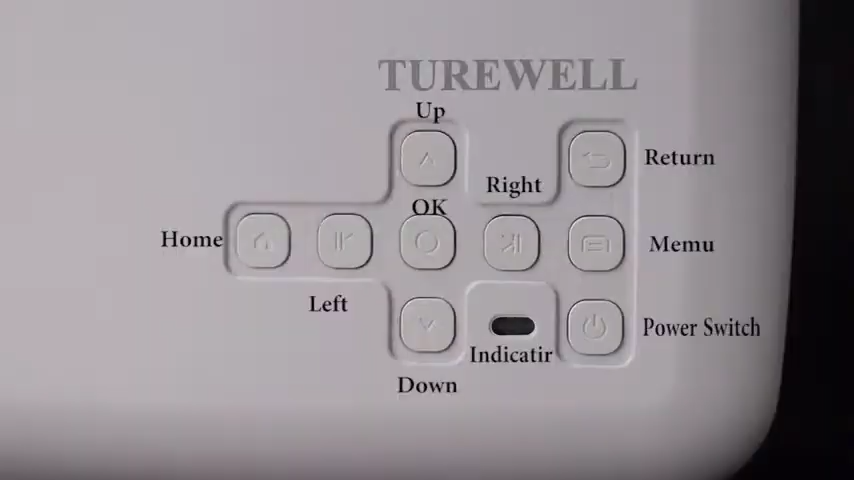 TUREWELL
Up
Return
Right
OK
Home
Memu
Left
Power Switch
Indicatir
Down